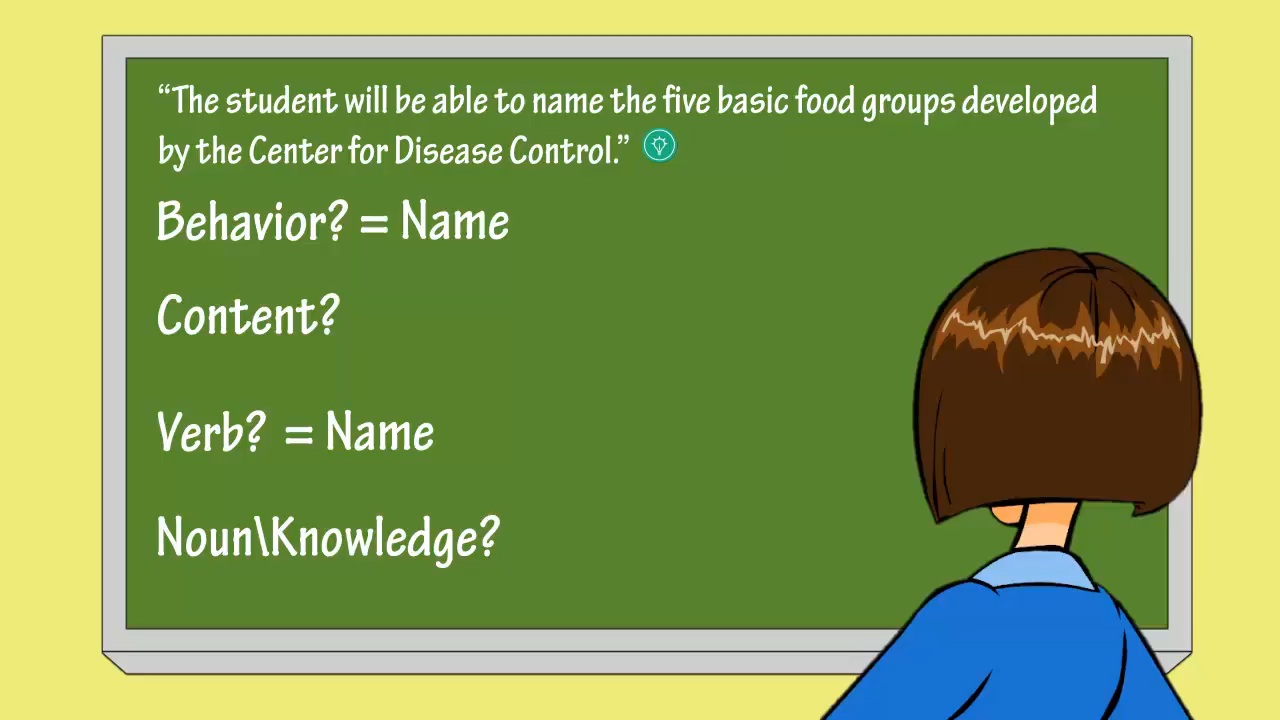 “The student will be able to name the five basic food groups developed
by the Center for Disease Control.”
Behavior? = Name
Content?
Verb? = Name
Noun\Knowledge?